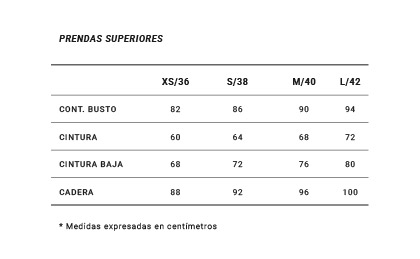 PRENDAS SUPERIORES
XS/36 S/38 M/40 L/42
CONT. BUSTO 82 86 90 94
CINTURA 60 64 68 72
CINTURA BAJA 68 72 76 80
CADERA 88 92 96 100
* Medidas expresadas en centímetros